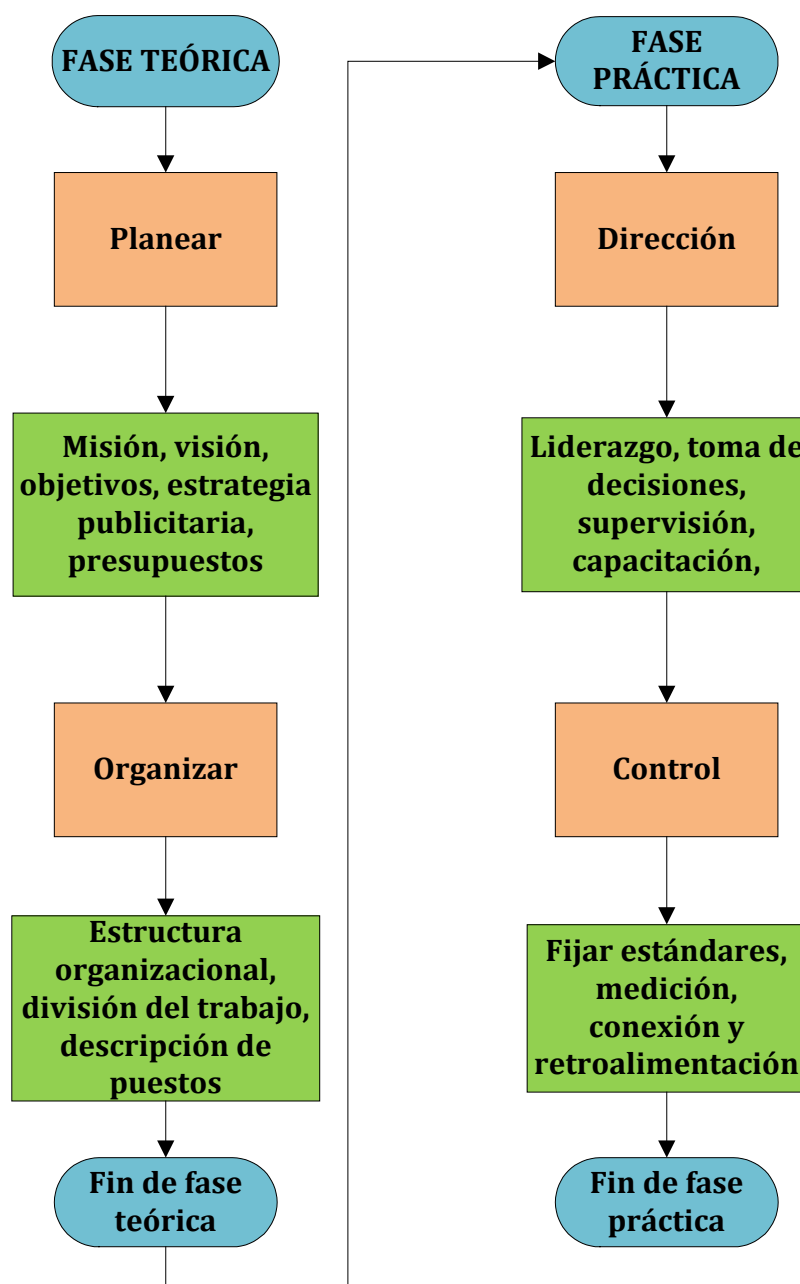 FASE TEÓRICA
Planear
Misión, visión,
objetivos, estrategia
publicitaria,
presupuestos
Organizar
Estructura
organizacional,
división del trabajo,
descripción de
puestos
Fin de fase
teórica
FASE
PRÁCTICA
Dirección
Liderazgo, toma de
decisiones,
supervisión,
capacitación,
Control
Fijar estándares,
medición,
conexión y
retroalimentación
Fin de fase
práctica